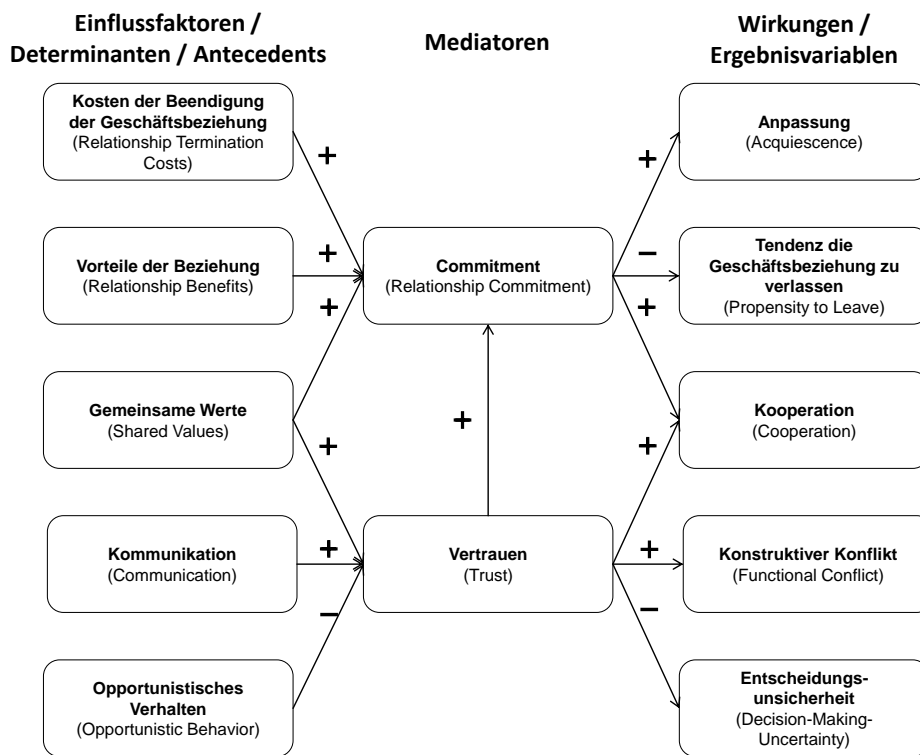 Einflussfaktoren /
Determinanten / Antecedents
Mediatoren
Wirkungen /
Ergebnisvariablen
Kosten der Beendigung
der Geschäftsbeziehung
(Relationship Termination
Costs)
Vorteile der Beziehung
(Relationship Benefits)
Gemeinsame Werte
(Shared Values)
Kommunikation
(Communication)
Opportunistisches
Verhalten
(Opportunistic Behavior)
+
+
+
+
+
–
Commitment
(Relationship Commitment)
+
Vertrauen
(Trust)
+
–
+
+
+
–
Anpassung
(Acquiescence)
Tendenz die
Geschäftsbeziehung zu
verlassen
(Propensity to Leave)
Kooperation
(Cooperation)
Konstruktiver Konflikt
(Functional Conflict)
Entscheidungs-
unsicherheit
(Decision-Making-
Uncertainty)